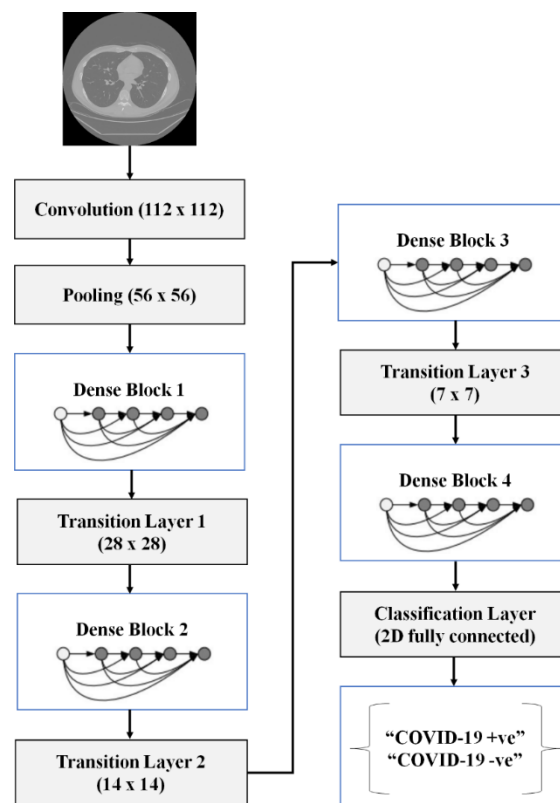 Convolution (112 x 112)
Pooling (56 x 56)
Dense Block 1
Transition Layer 1
(28 x 28)
Dense Block 2
Transition Layer 2
(14 x 14)
Dense Block 3
Transition Layer 3
(7 x 7)
Dense Block 4
Classification Layer
(2D fully connected)
“COVID-19 +ve”
“COVID-19 -ve”